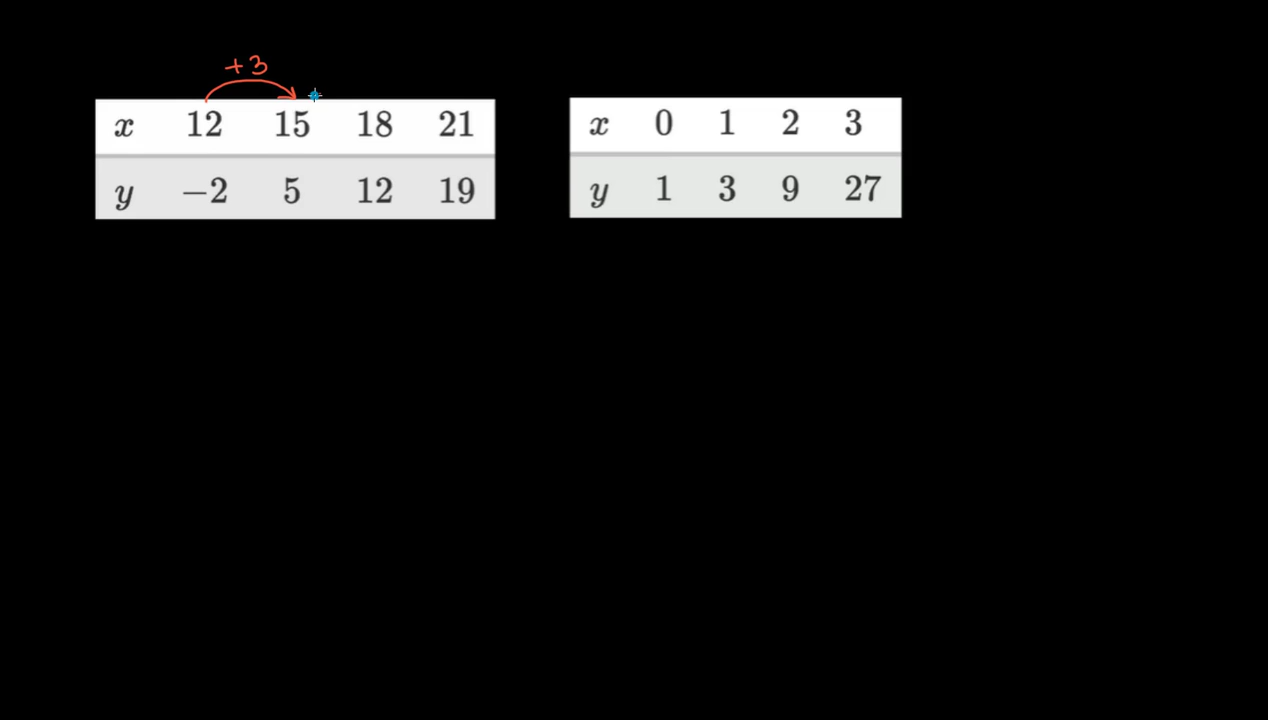 +3
x 12 15 18 21
y −2 5 12 19
x 0 1 2 3
y 1 3 9 27